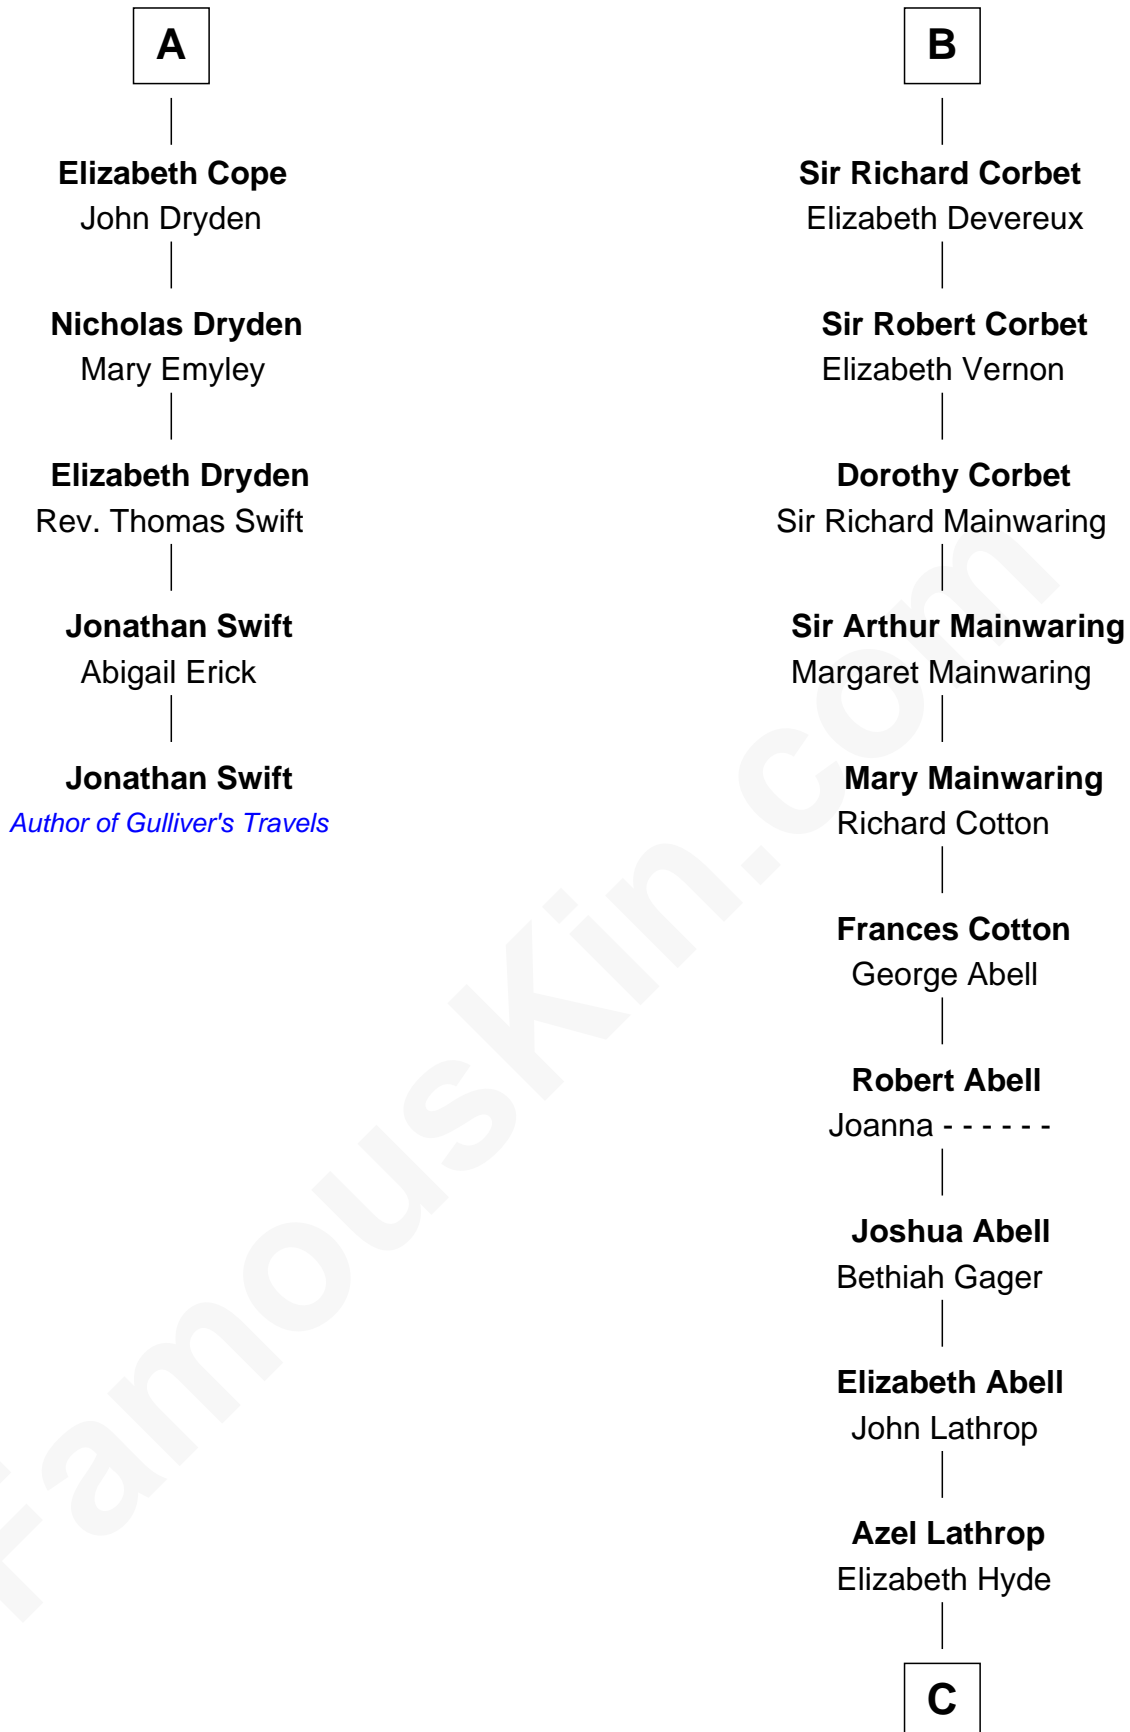 A
Elizabeth Cope
John Dryden
Nicholas Dryden
Mary Emyley
Elizabeth Dryden
Rev. Thomas Swift
Jonathan Swift
Abigail Erick
Jonathan Swift
Author of Gulliver's Travels
B
Sir Richard Corbet
Elizabeth Devereux
Sir Robert Corbet
Elizabeth Vernon
Dorothy Corbet
Sir Richard Mainwaring
Sir Arthur Mainwaring
Margaret Mainwaring
Mary Mainwaring
Richard Cotton
Frances Cotton
George Abell
Robert Abell
Joanna - - - - - -
Joshua Abell
Bethiah Gager
Elizabeth Abell
John Lathrop
Azel Lathrop
Elizabeth Hyde
C
FamousKin.com